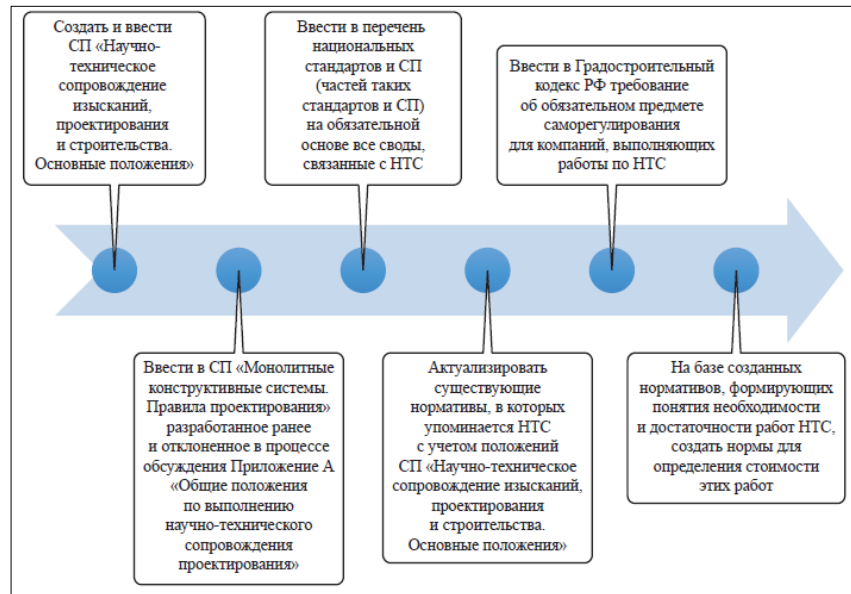 Создать и ввести
СП «Научно-
техническое
сопровождение
изысканий,
проектирования
и строительства.
Основные положения»
Ввести в СП «Монолитные
конструктивные системы.
Правила проектирования»
разработанное ранее
и отклоненное в процессе
обсуждения Приложение А
«Общие положения
по выполнению
научно-технического
сопровождения
проектирования»
Ввести в перечень
национальных
стандартов и СП
(частей таких
стандартов и СП)
на обязательной
основе все своды,
связанные с НТС
Актуализировать
существующие
нормативы, в которых
упоминается НТС
с учетом положений
СП «Научно-техническое
сопровождение изысканий,
проектирования
и строительства.
Основные положения»
Ввести в Градостроительный
кодекс РФ требование
об обязательном предмете
саморегулирования
для компаний, выполняющих
работы по НТС
На базе созданных
нормативов, формирующих
понятия необходимости
и достаточности работ НТС,
создать нормы для
определения стоимости
этих работ